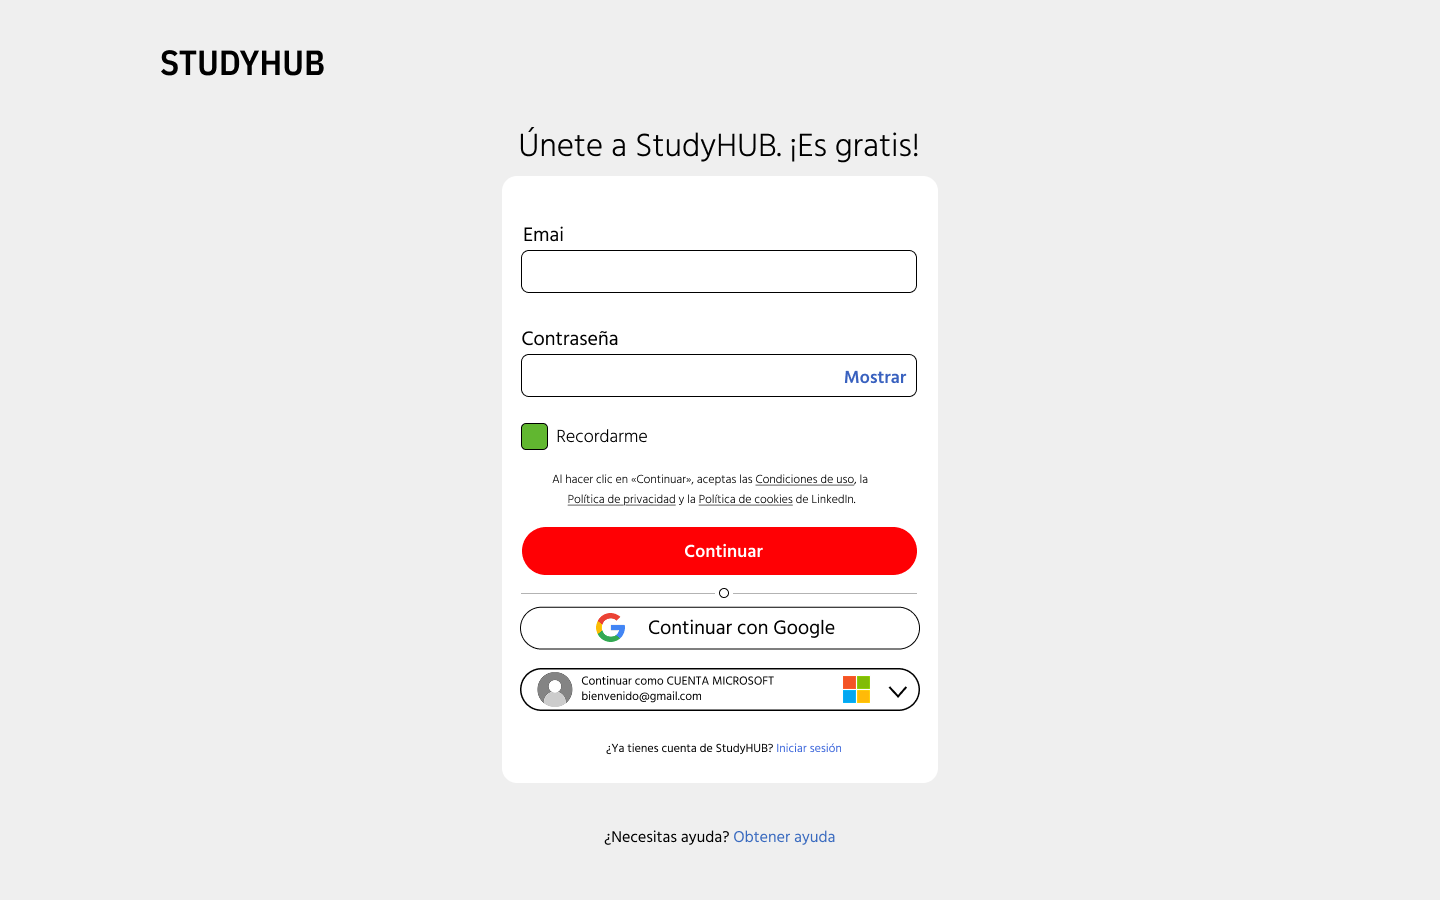 STUDYHUB
Únete a StudyHUB. ¡Es gratis!
Emai
Contraseña
Mostrar
Recordarme
Al hacer clic en «Continuar», aceptas las Condiciones de uso, la
Política de privacidad y la Política de cookies de LinkedIn.
Continuar
O
Continuar con Google
Continuar como CUENTA MICROSOFT
bienvenido@gmail.com
¿Ya tienes cuenta de StudyHUB? Iniciar sesión
¿Necesitas ayuda? Obtener ayuda